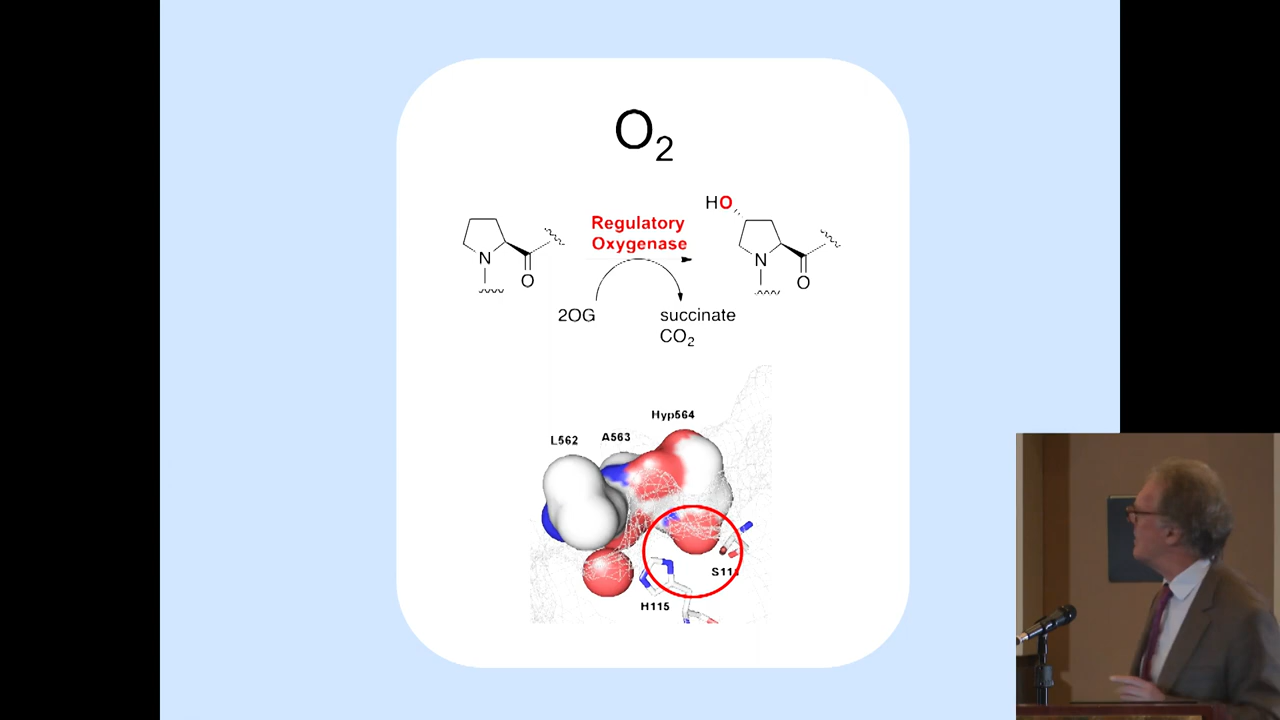 O₂
HO
Regulatory
Oxygenase
N
O
N
O
2OG
succinate
CO₂
Hyp564
L562
A563
H115